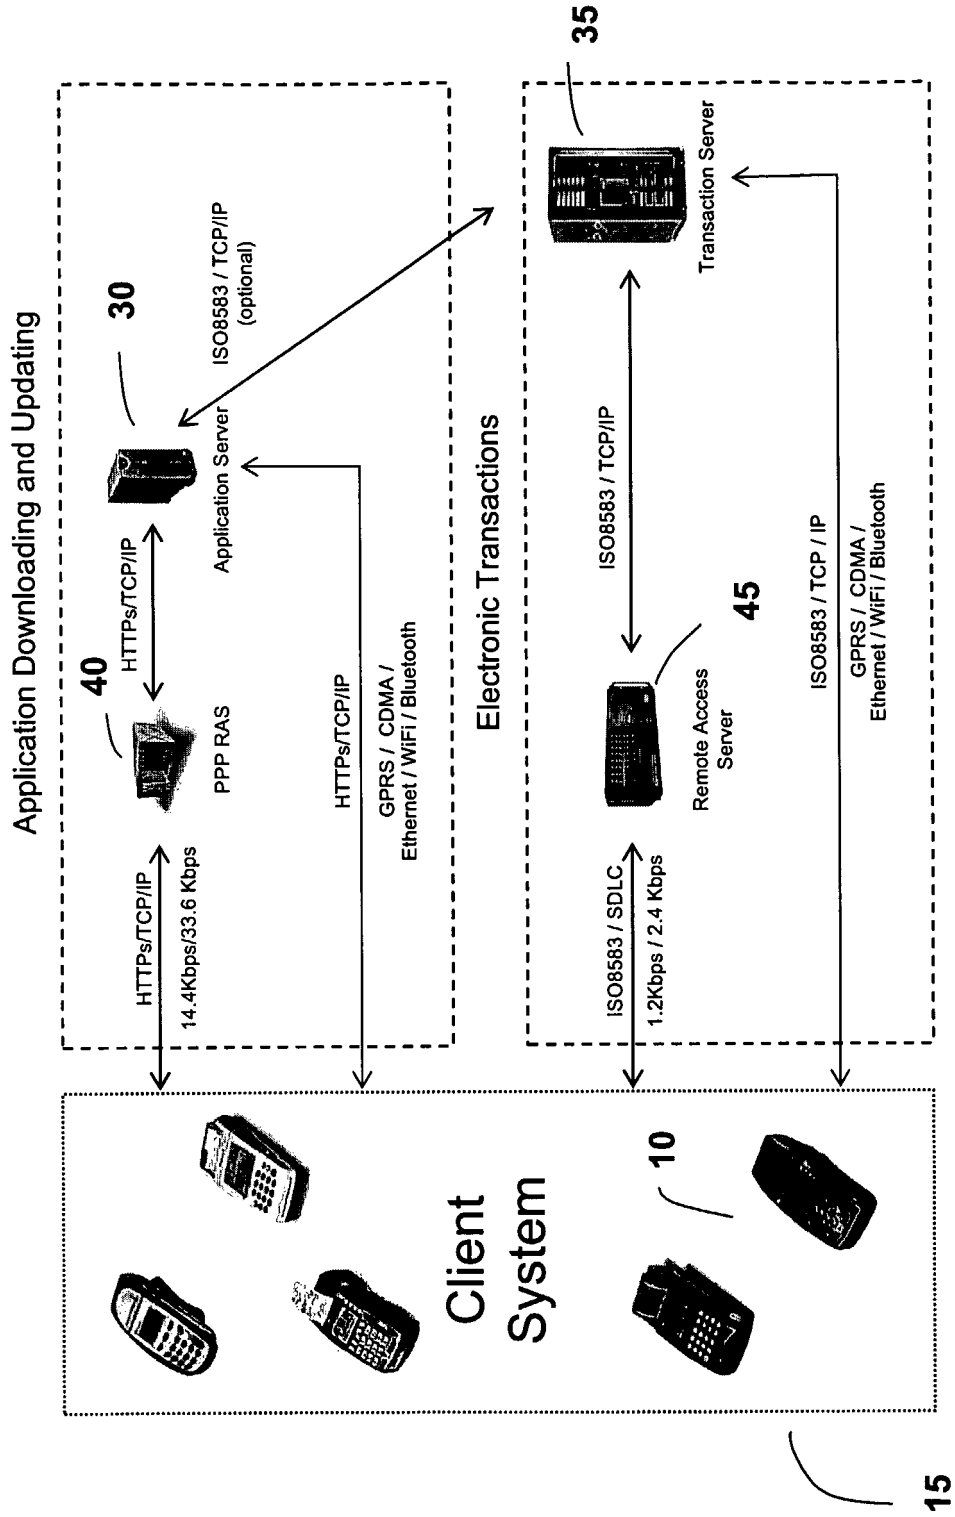 Application Downloading and Updating
40
30
HTTPs/TCP/IP
14.4Kbps/33.6 Kbps
HTTPs/TCP/IP
PPP RAS
Application Server
ISO8583 / TCP/IP
(optional)
HTTPs/TCP/IP
GPRS / CDMA /
Ethernet / WiFi / Bluetooth
Electronic Transactions
35
ISO8583 / SDLC
1.2Kbps / 2.4 Kbps
ISO8583 / TCP/IP
45
Remote Access
Server
Transaction Server
ISO8583 / TCP / IP
GPRS / CDMA /
Ethernet / WiFi / Bluetooth
Client
System
10
15